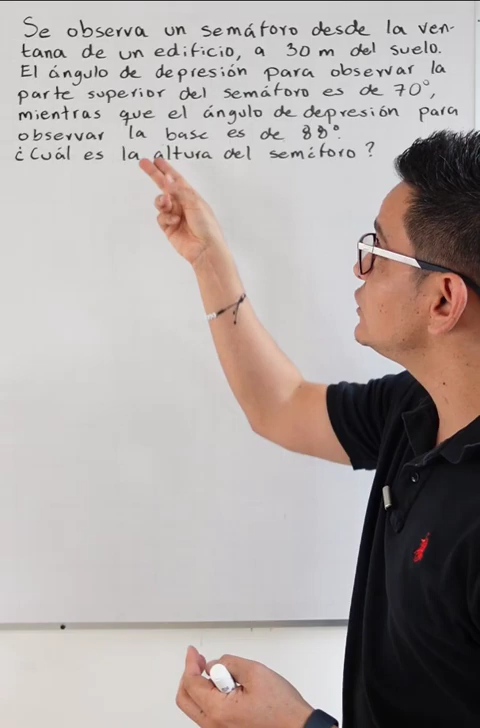 Se observa un semáforo desde la ven-
tana de un edificio, a 30 m del suelo.
El ángulo de depresión para observar la
parte superior del semáforo es de 70°,
mientras que el ángulo de depresión para
observar la base es de 88°.
¿Cuál es la altura del semáforo?